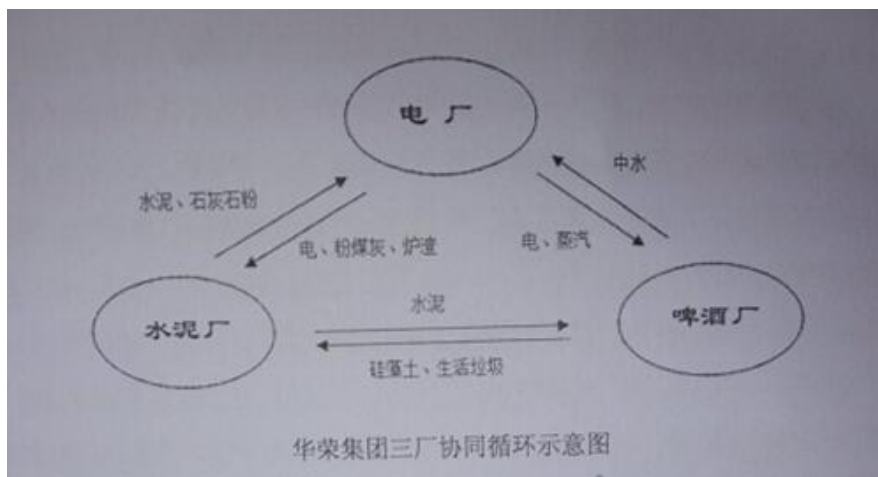 电 厂
中水
水泥、石灰石粉
电、粉煤灰、炉渣
电、蒸汽
水泥厂
水泥
啤酒厂
硅藻土、生活垃圾
华荣集团三厂协同循环示意图